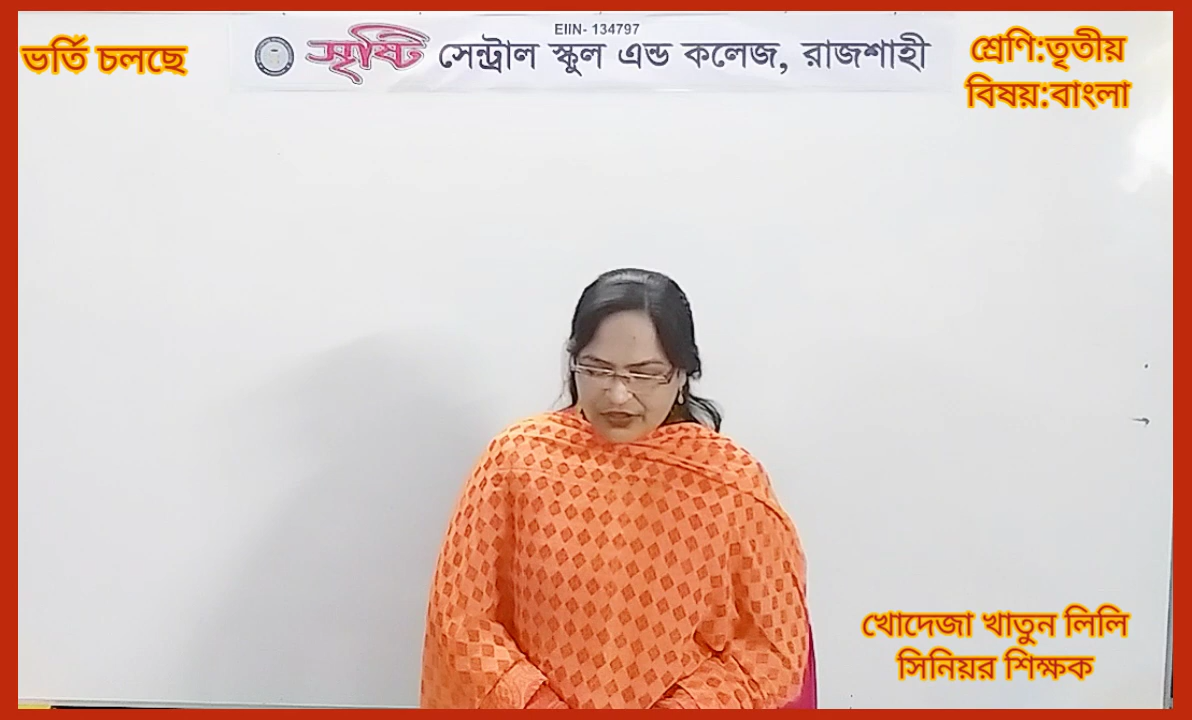 ভর্তি চলছে
EIIN- 134797
সৃষ্টি সেন্ট্রাল স্কুল এন্ড কলেজ, রাজশাহী
শ্রেণি:তৃতীয়
বিষয়:বাংলা
খোদেজা খাতুন লিলি
সিনিয়র শিক্ষক